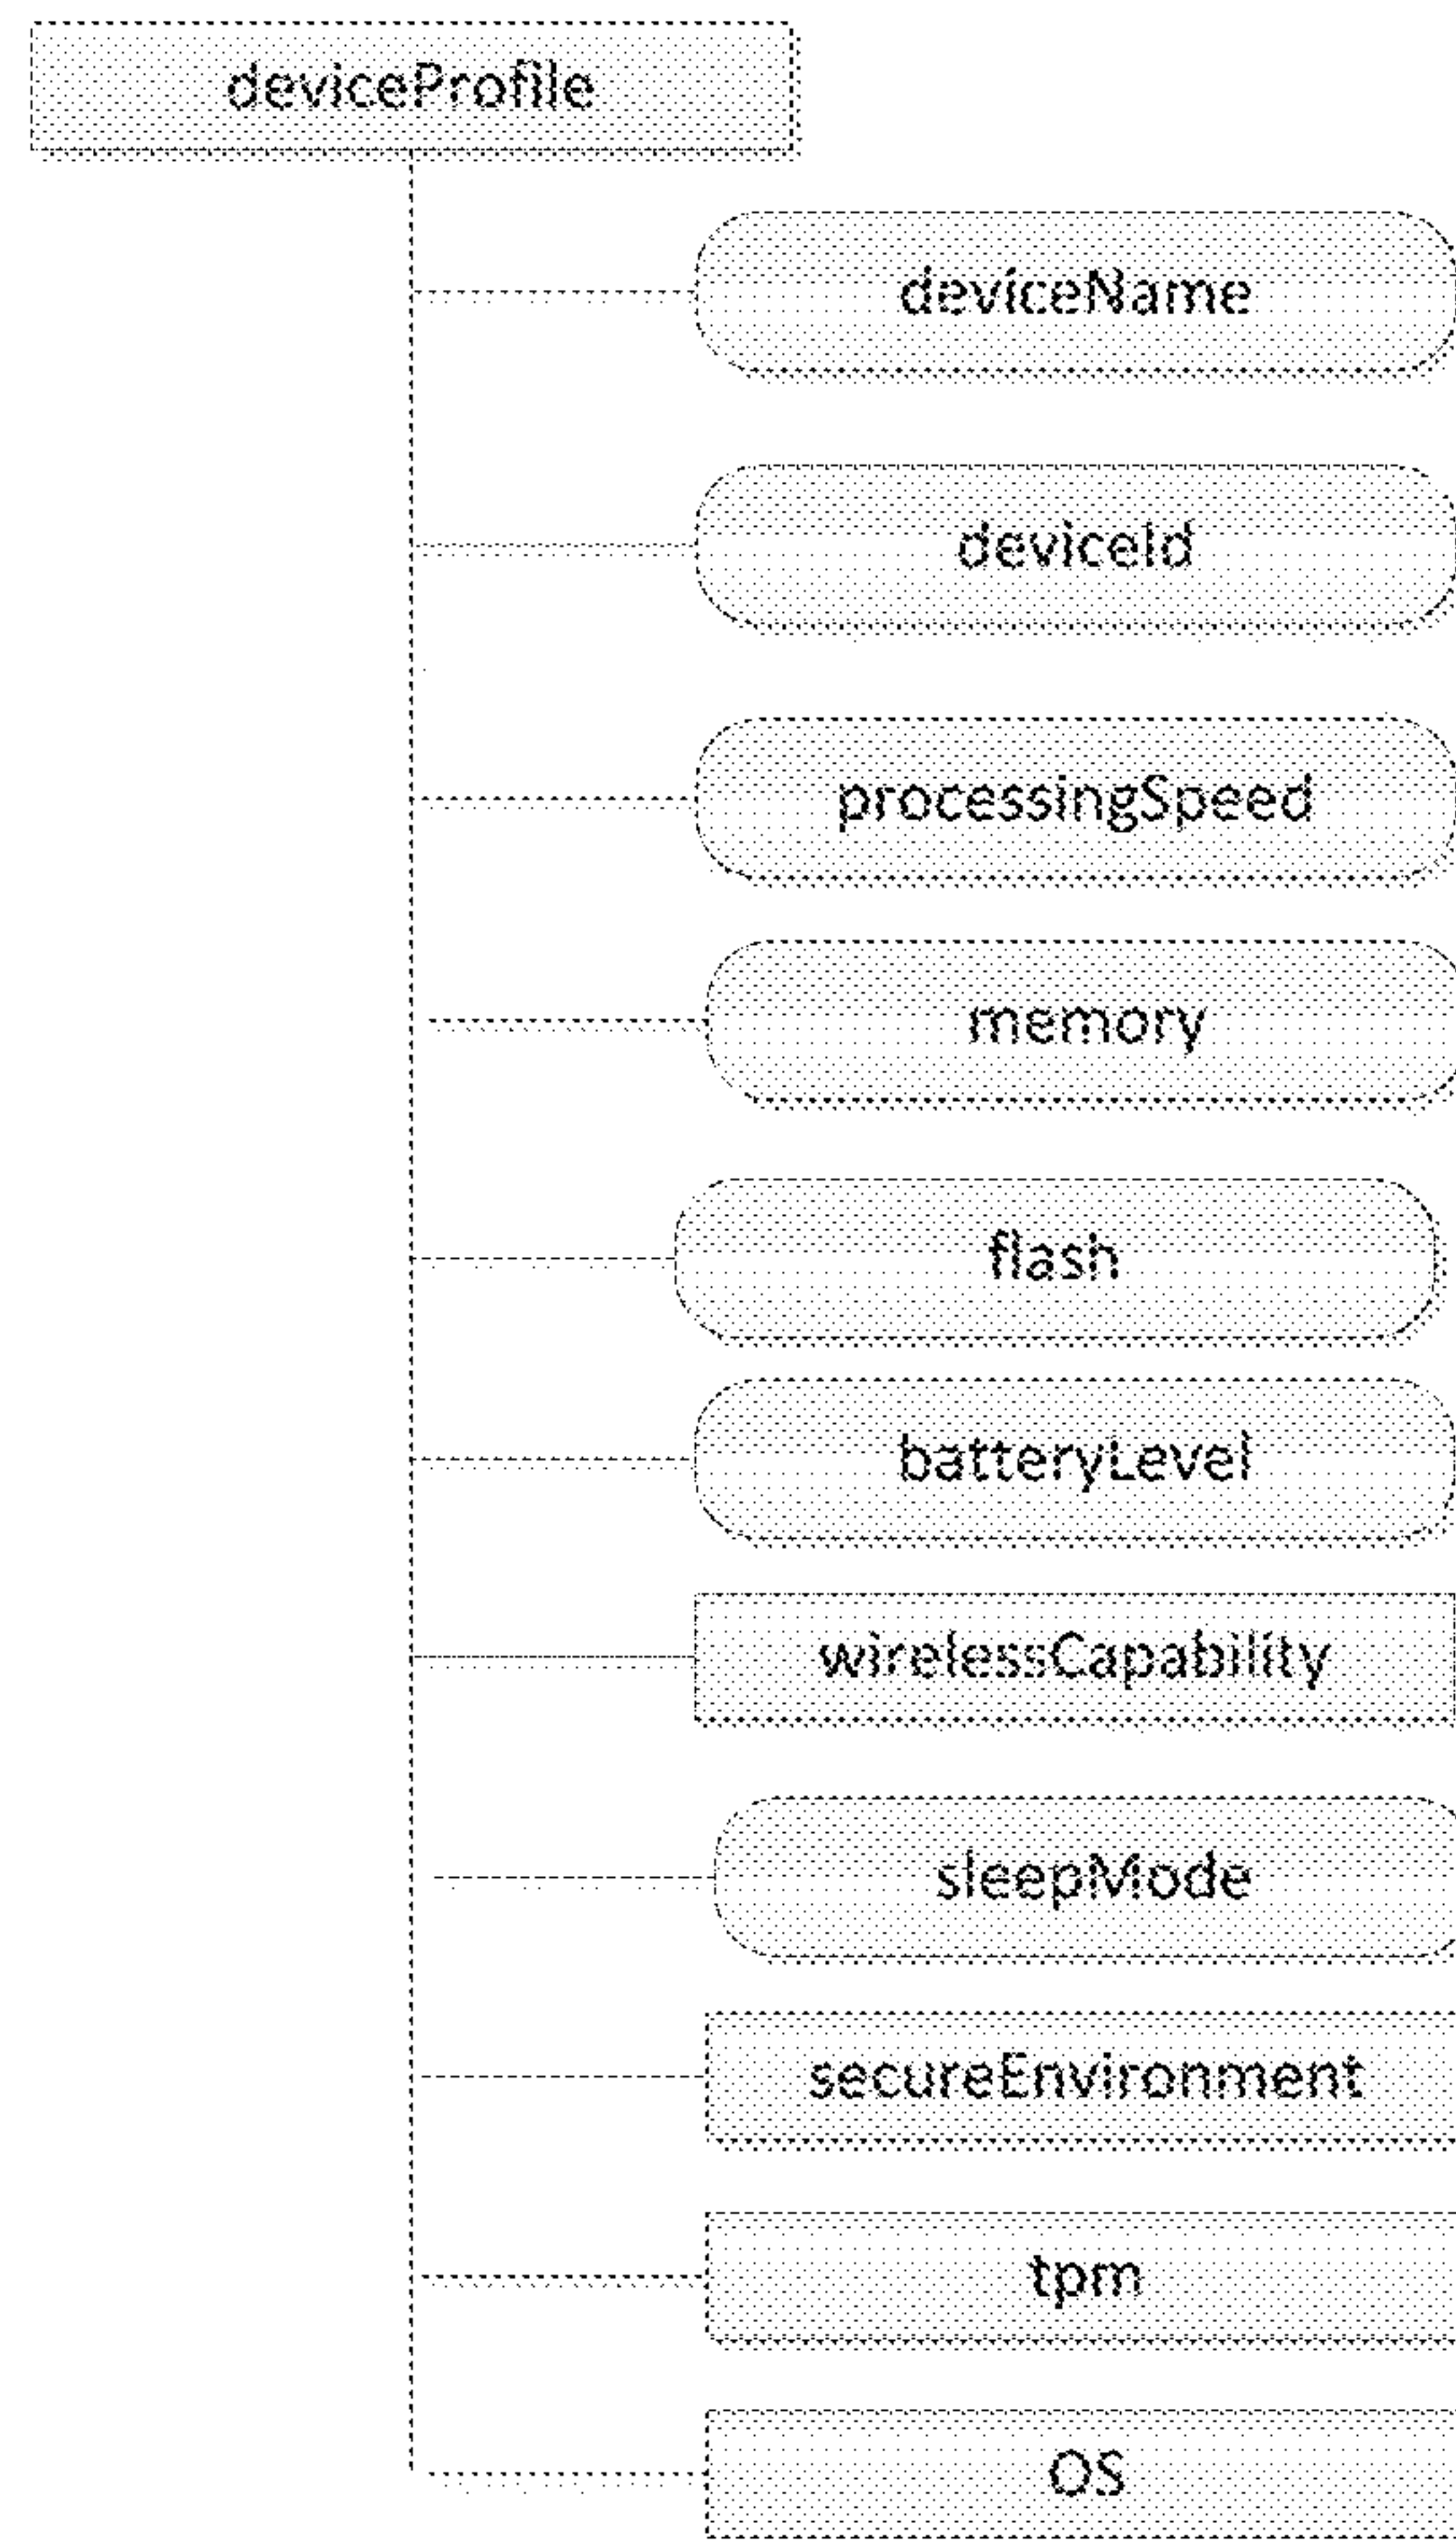 deviceProfile
deviceName
deviceId
processingSpeed
memory
flash
batteryLevel
wirelessCapability
sleepMode
secureEnvironment
tpm
OS